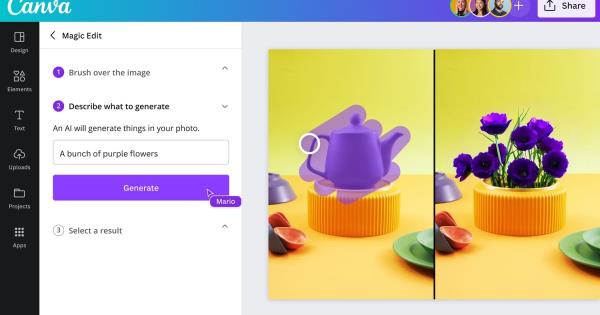 Canva
Share
Magic Edit
Design
1 Brush over the image
Elements
2 Describe what to generate
Text
An AI will generate things in your photo.
A bunch of purple flowers
Uploads
Generate
Mario
Projects
3 Select a result
Apps